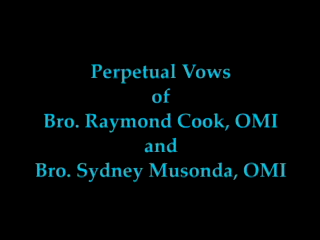 Perpetual Vows
of
Bro. Raymond Cook, OMI
and
Bro. Sydney Musonda, OMI